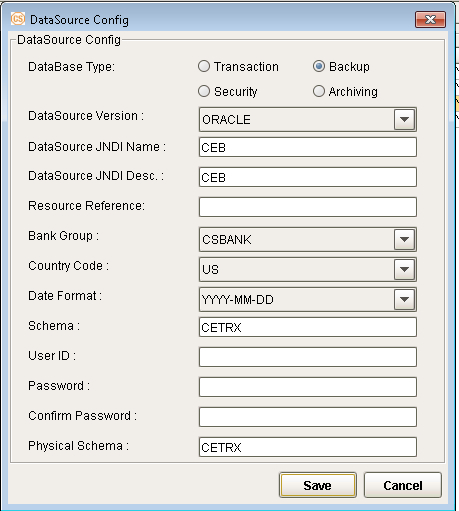 CS DataSource Config
DataSource Config
DataBase Type: Transaction Backup
Security Archiving
DataSource Version : ORACLE
DataSource JNDI Name : CEB
DataSource JNDI Desc. : CEB
Resource Reference:
Bank Group : CSBANK
Country Code : US
Date Format : YYYY-MM-DD
Schema : CETRX
User ID :
Password :
Confirm Password :
Physical Schema : CETRX
Save Cancel